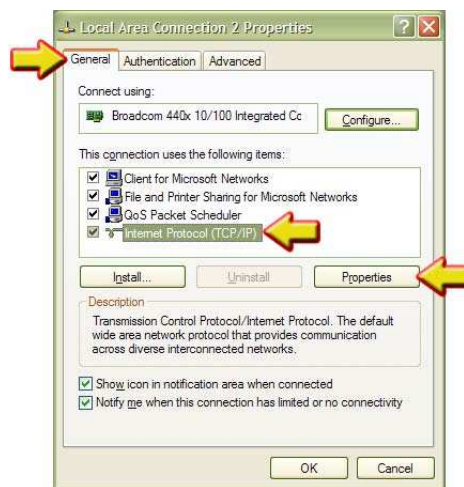 Local Area Connection 2 Properties
General Authentication Advanced
Connect using:
Broadcom 440x 10/100 Integrated Cc
Configure...
This connection uses the following items:
Client for Microsoft Networks
File and Printer Sharing for Microsoft Networks
QoS Packet Scheduler
Internet Protocol (TCP/IP)
Install... Uninstall Properties
Description
Transmission Control Protocol/Internet Protocol. The default
wide area network protocol that provides communication
across diverse interconnected networks.
Show icon in notification area when connected
Notify me when this connection has limited or no connectivity
OK Cancel